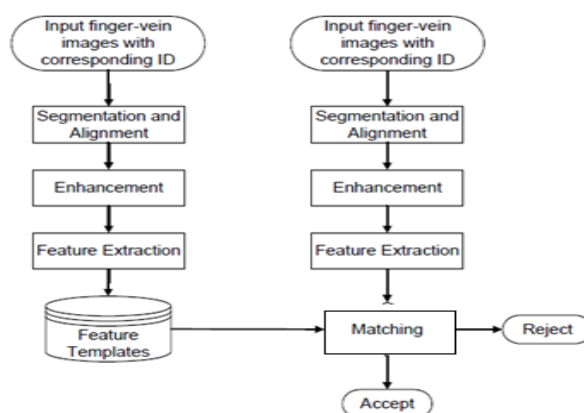 Input finger-vein
images with
corresponding ID
Segmentation and
Alignment
Enhancement
Feature Extraction
Feature
Templates
Input finger-vein
images with
corresponding ID
Segmentation and
Alignment
Enhancement
Feature Extraction
Matching
Reject
Accept